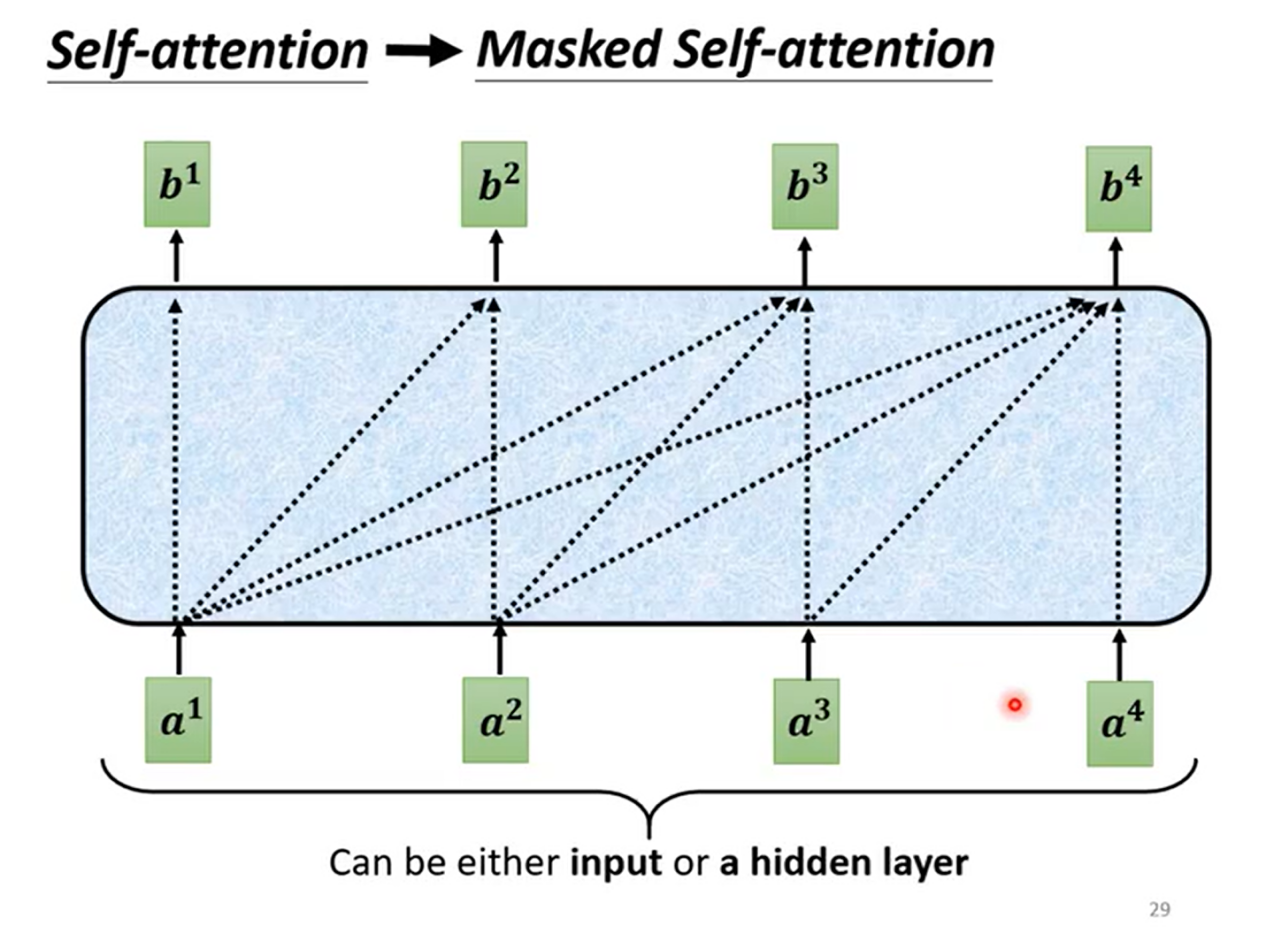 Self-attention → Masked Self-attention
b¹ b² b³ b⁴
a¹ a² a³ a⁴
Can be either input or a hidden layer
29